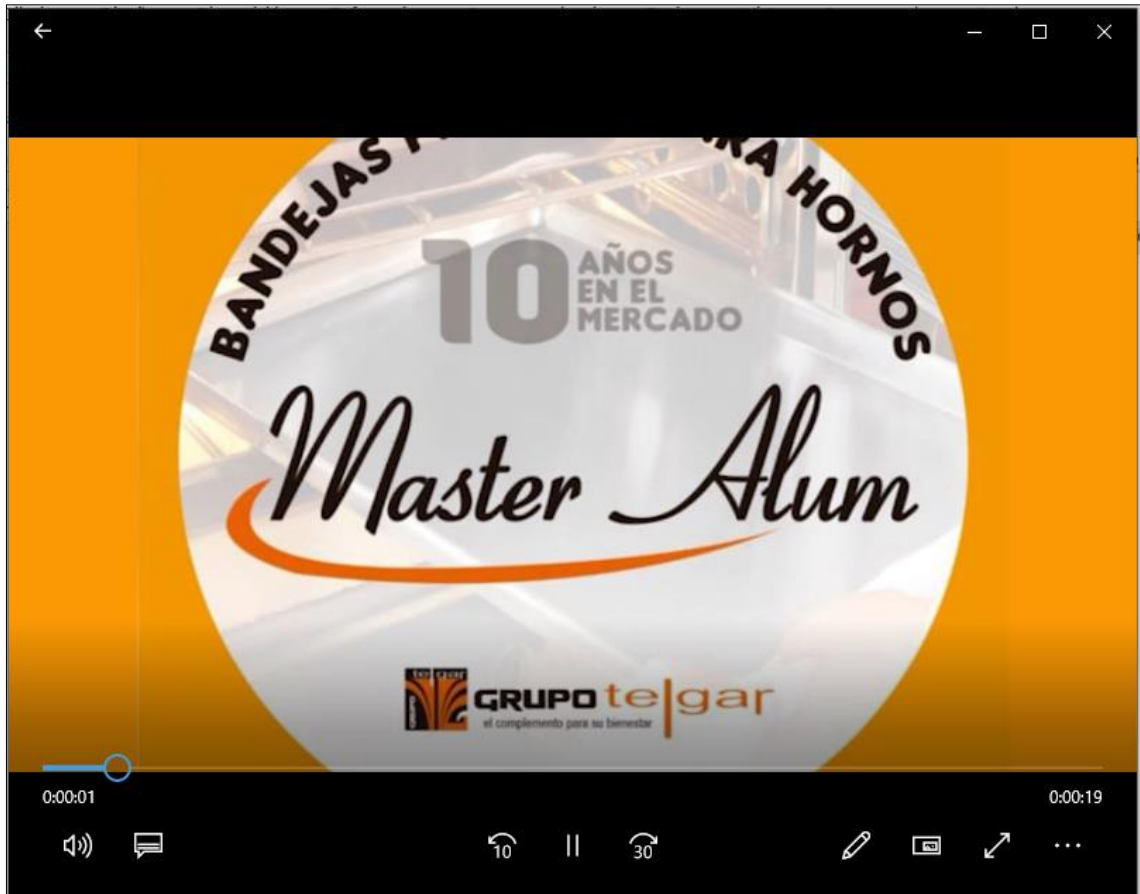 BANDEJAS HORNOS
10 AÑOS
EN EL
MERCADO
Master Alum
GRUPO telgar
el complemento para su bienestar
0:00:01
0:00:19
10
30